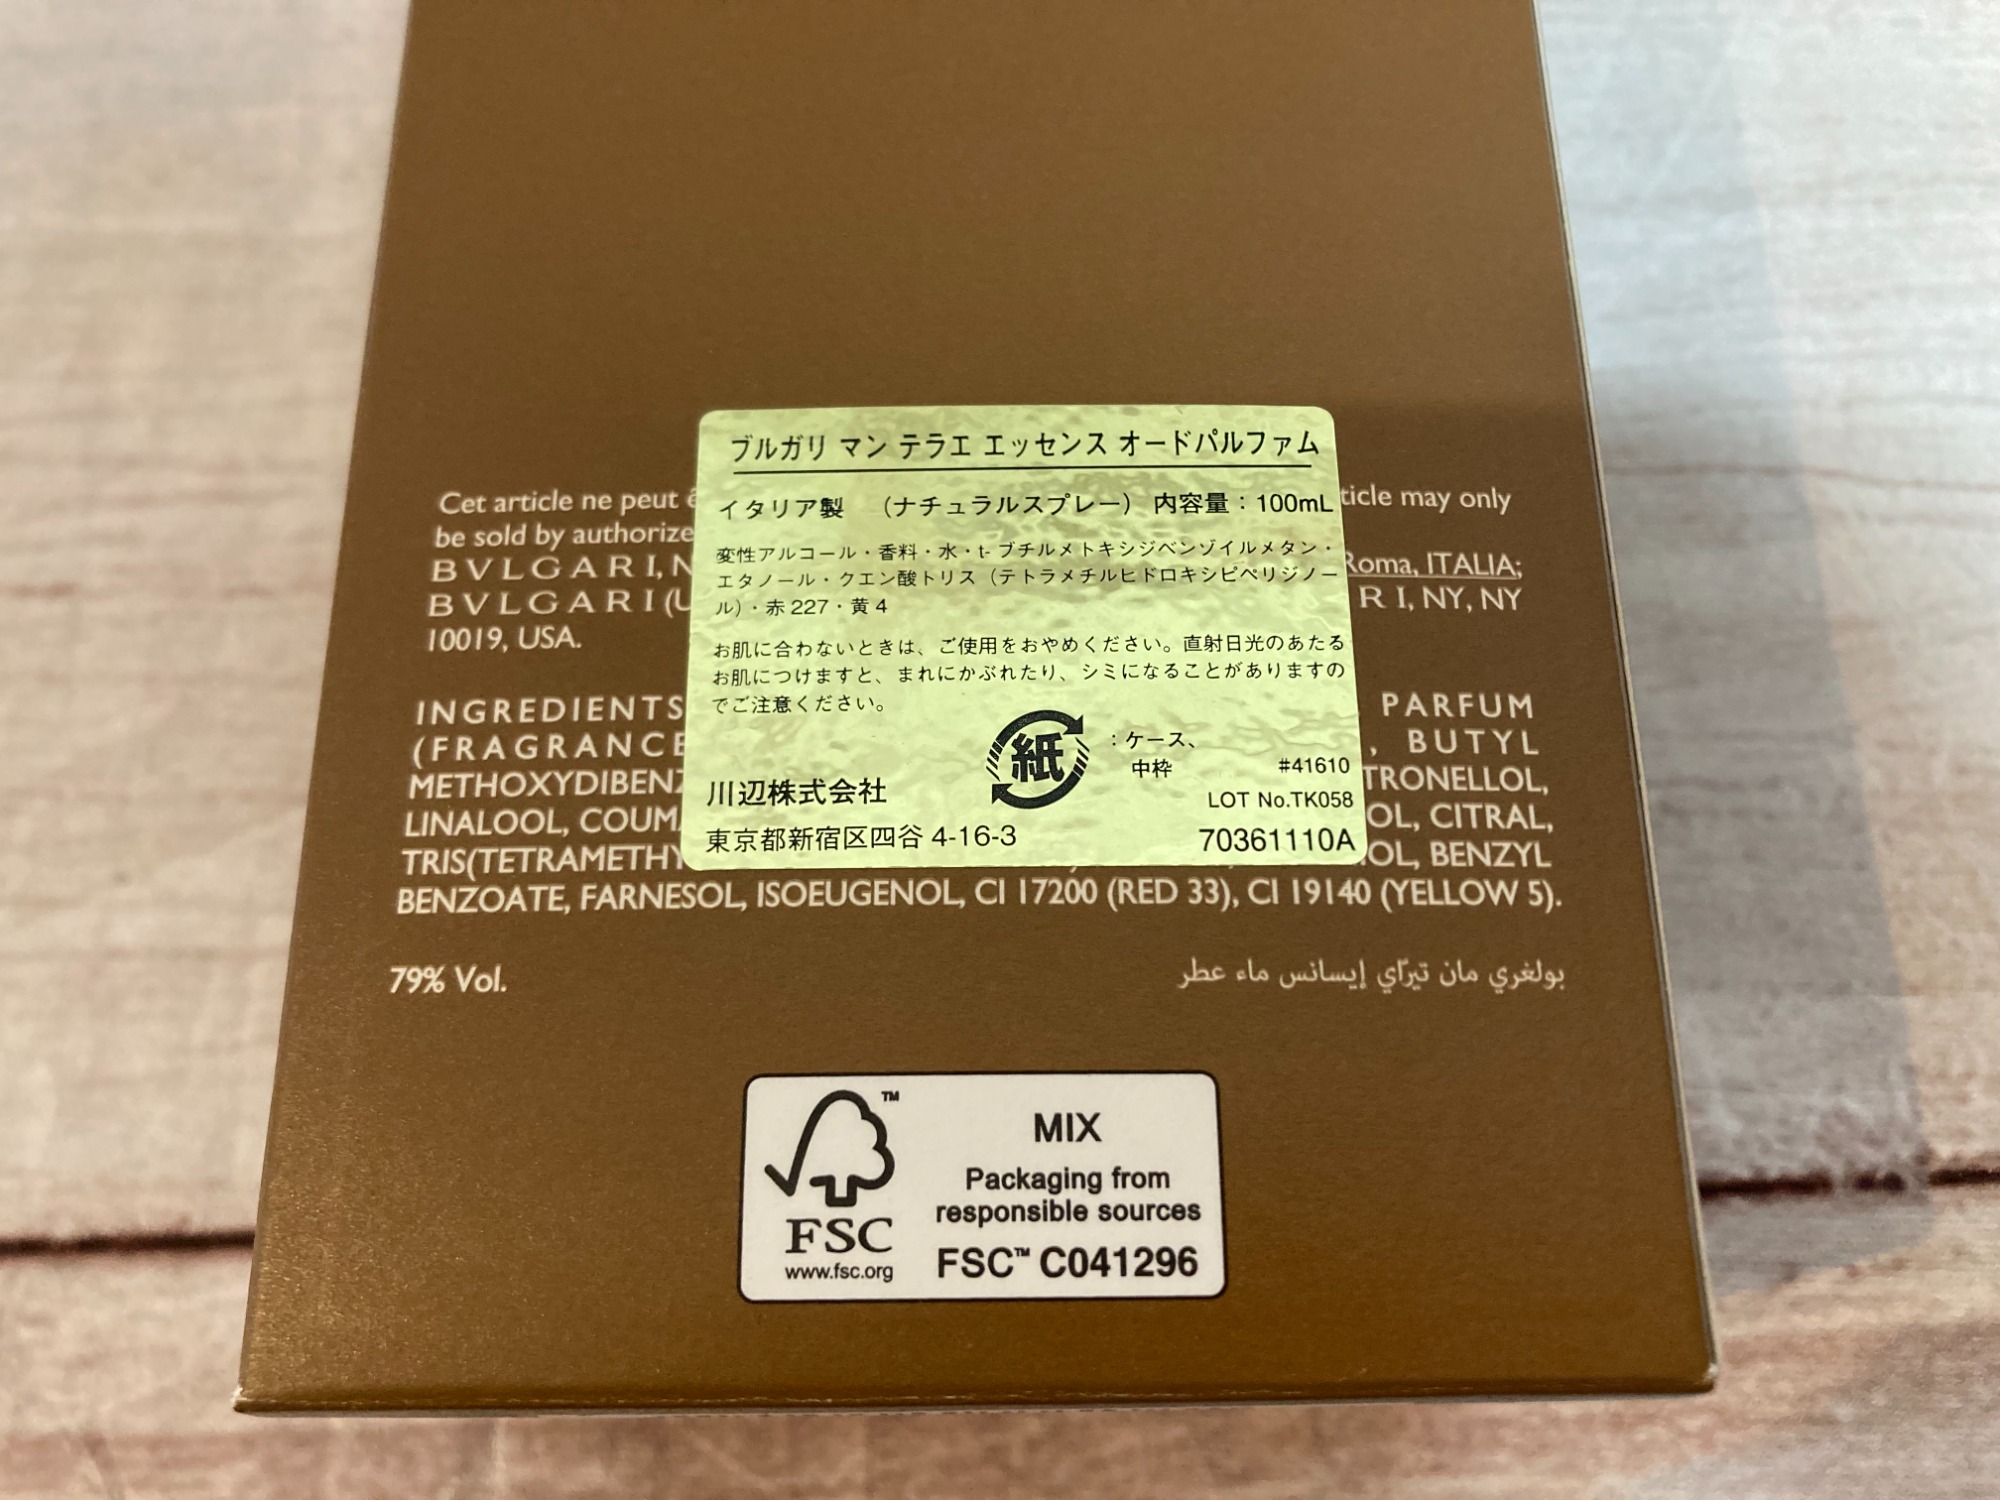 ブルガリ マン テラエ エッセンス オードパルファム
イタリア製 （ナチュラルスプレー） 内容量：100mL
変性アルコール・香料・水・t- ブチルメトキシジベンゾイルメタン・
エタノール・クエン酸トリス（テトラメチルヒドロキシピペリジノー
ル）・赤 227・黄 4
お肌に合わないときは、ご使用をおやめください。直射日光のあたる
お肌につけますと、まれにかぶれたり、シミになることがありますの
でご注意ください。
紙 ：ケース、
中枠
#41610
LOT No.TK058
川辺株式会社
東京都新宿区四谷 4-16-3
70361110A
Cet article ne peut
may only
be sold by
BVLGARI,
Roma, ITALIA;
BVLGARI
NY, NY
10019, USA.
INGREDIENTS
PARFUM
, BUTYL
LINALOOL,
CITRAL,
BENZYL
BENZOATE, FARNESOL, ISOEUGENOL, CI 17200 (RED 33), CI 19140 (YELLOW 5).
79% Vol.
بولغري مان تيرّاي إيسانس ماء عطر
FSC
www.fsc.org
MIX
Packaging from
responsible sources
FSC™ C041296